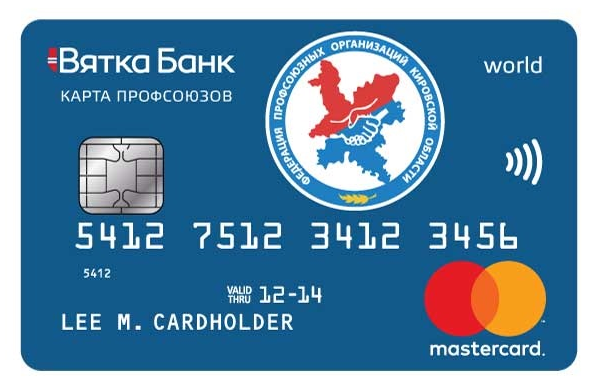 Вятка Банк
КАРТА ПРОФСОЮЗОВ
ФЕДЕРАЦИЯ ПРОФСОЮЗНЫХ ОРГАНИЗАЦИЙ КИРОВСКОЙ ОБЛАСТИ
world
5412 7512 3412 3456
5412
VALID THRU 12-14
LEE M. CARDHOLDER
mastercard.